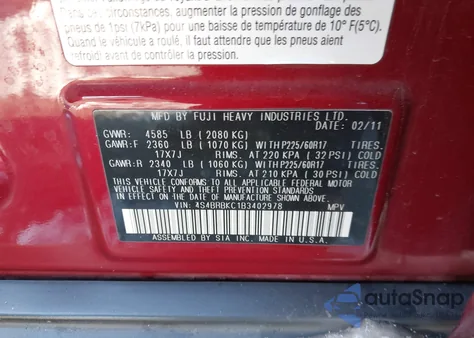 Dans ces circonstances, augmenter la pression de gonflage
des pneus de 1psi (7kPa) pour une baisse de température de 10° F(5°C).
Quand le véhicule a roulé, il faut attendre que les pneus aient
refroidi avant de contrôler la pression.
MFD BY FUJI HEAVY INDUSTRIES LTD.
DATE: 02/11
GVWR: 4585 LB (2080 KG)
GAWR:F 2360 LB (1070 KG) WITH P225/60R17 TIRES.
17X7J RIMS. AT 220 KPA (32 PSI) COLD
GAWR:R 2340 LB (1060 KG) WITH P225/60R17 TIRES.
17X7J RIMS. AT 210 KPA (30 PSI) COLD
THIS VEHICLE CONFORMS TO ALL APPLICABLE FEDERAL MOTOR
VEHICLE SAFETY AND THEFT PREVENTION STANDARDS
IN EFFECT ON THE DATE OF MANUFACTURE SHOWN ABOVE.
VIN: 4S4BRBKC1B3402978 MPV
ASSEMBLED BY SIA INC. MADE IN U.S.A.
autoSnap